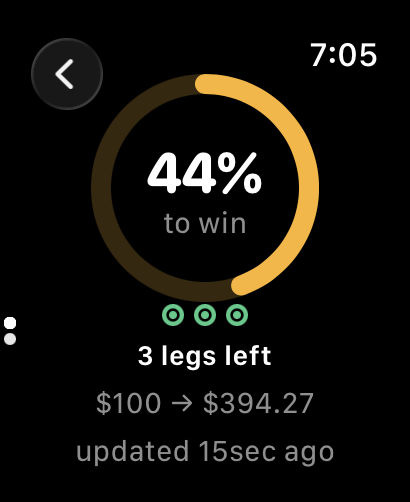 7:05
44%
to win
3 legs left
$100 → $394.27
updated 15sec ago